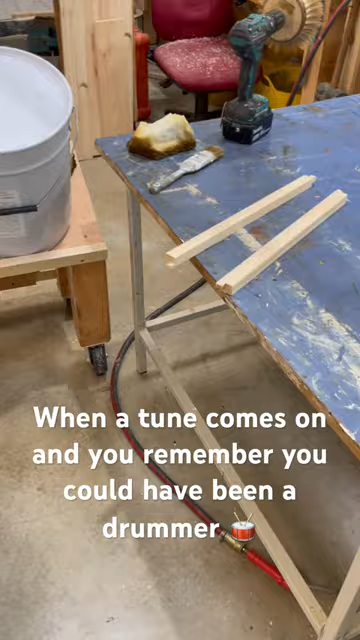 When a tune comes on
and you remember you
could have been a
drummer 🥁